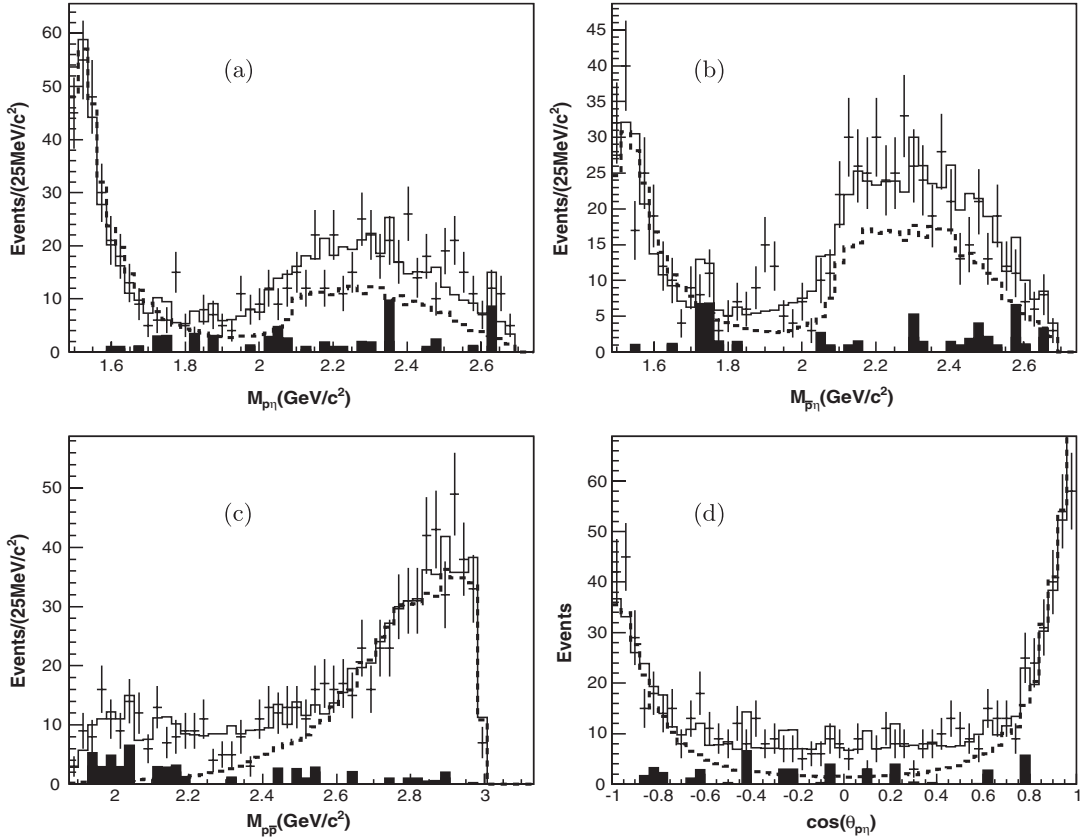 60
50
40
30
20
10
0
Events/(25MeV/c²)
(a)
1.6 1.8 2 2.2 2.4 2.6
M_pη(GeV/c²)
45
40
35
30
25
20
15
10
5
0
Events/(25MeV/c²)
(b)
1.6 1.8 2 2.2 2.4 2.6
M_p̅η(GeV/c²)
50
40
30
20
10
0
Events/(25MeV/c²)
(c)
2 2.2 2.4 2.6 2.8 3
M_pp̅(GeV/c²)
60
50
40
30
20
10
0
Events
(d)
-1 -0.8 -0.6 -0.4 -0.2 0 0.2 0.4 0.6 0.8 1
cos(θ_pη)